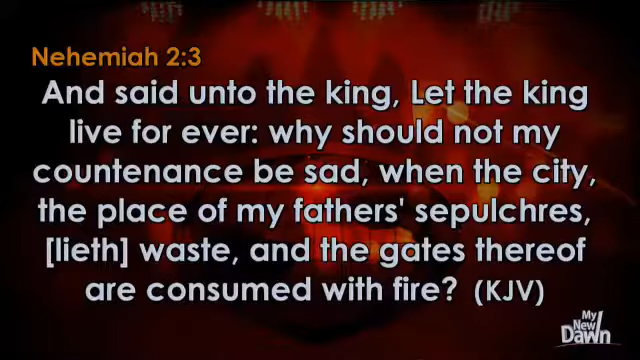 Nehemiah 2:3
And said unto the king, Let the king
live for ever: why should not my
countenance be sad, when the city,
the place of my fathers' sepulchres,
[lieth] waste, and the gates thereof
are consumed with fire? (KJV)
My
New
Dawn